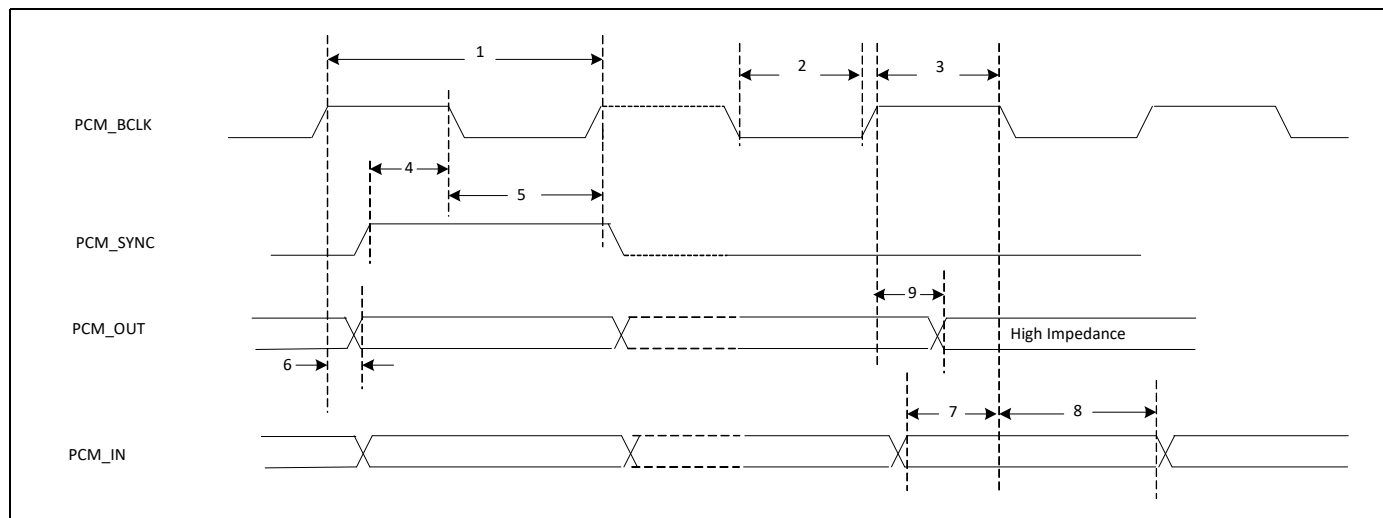 1
2
3
PCM_BCLK
4
5
PCM_SYNC
9
PCM_OUT
High Impedance
6
7
8
PCM_IN